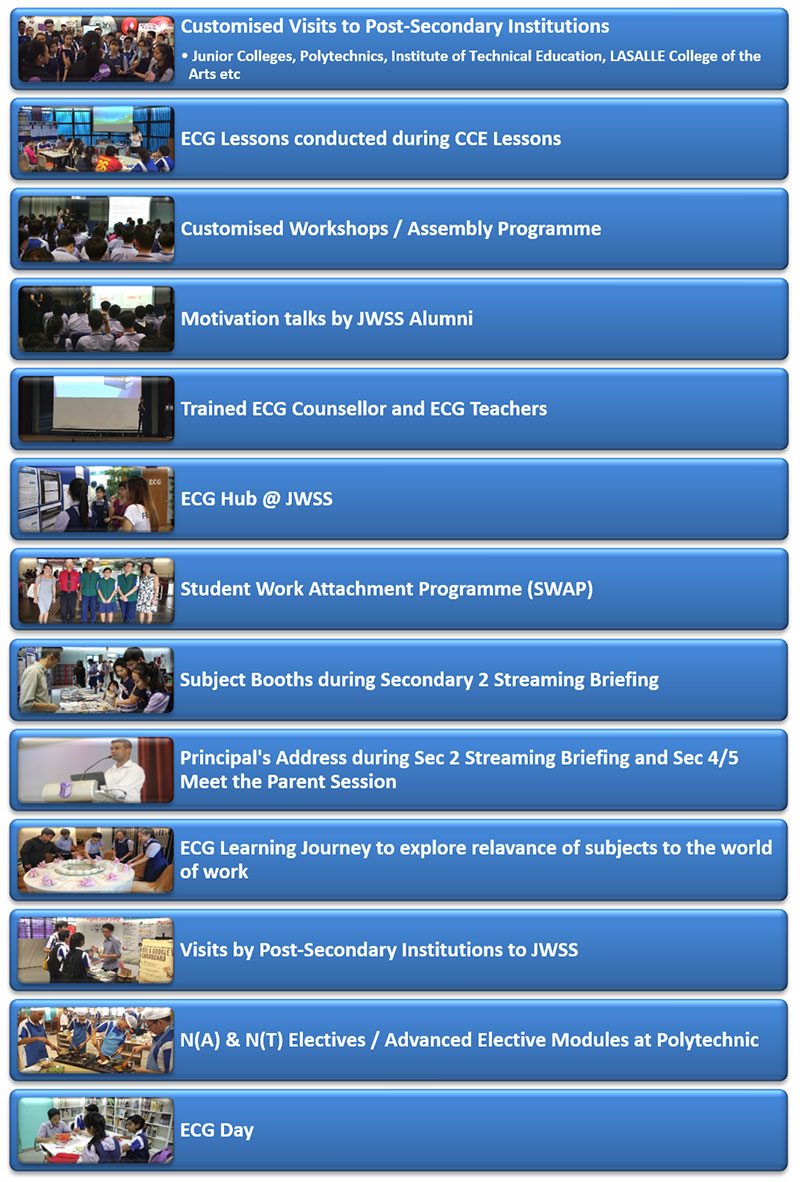 Customised Visits to Post-Secondary Institutions
• Junior Colleges, Polytechnics, Institute of Technical Education, LASALLE College of the
Arts etc
ECG Lessons conducted during CCE Lessons
Customised Workshops / Assembly Programme
Motivation talks by JWSS Alumni
Trained ECG Counsellor and ECG Teachers
ECG
ECG Hub @ JWSS
Student Work Attachment Programme (SWAP)
Subject Booths during Secondary 2 Streaming Briefing
Principal's Address during Sec 2 Streaming Briefing and Sec 4/5
Meet the Parent Session
ECG Learning Journey to explore relavance of subjects to the world
of work
Visits by Post-Secondary Institutions to JWSS
N(A) & N(T) Electives / Advanced Elective Modules at Polytechnic
ECG Day